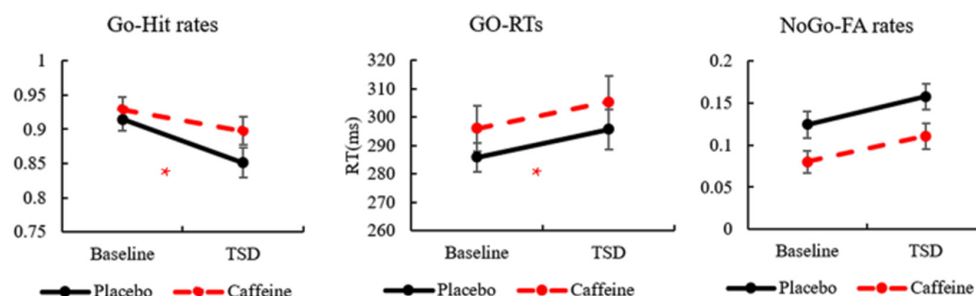 Go-Hit rates
1
0.95
0.9
0.85
0.8
0.75
*
Baseline TSD
Placebo Caffeine
GO-RTs
RT(ms)
320
310
300
290
280
270
260
*
Baseline TSD
Placebo Caffeine
NoGo-FA rates
0.2
0.15
0.1
0.05
0
Baseline TSD
Placebo Caffeine